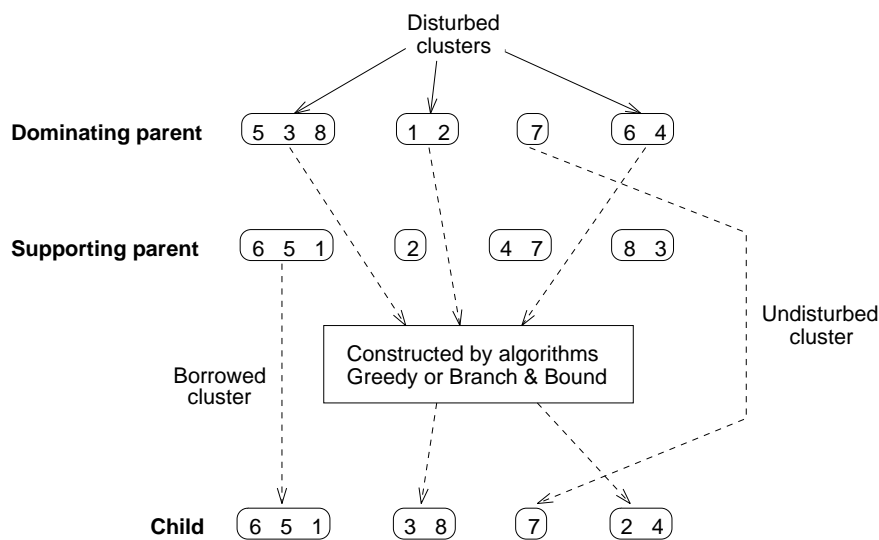 Disturbed
clusters
Dominating parent 5 3 8 1 2 7 6 4
Supporting parent 6 5 1 2 4 7 8 3
Undisturbed
cluster
Constructed by algorithms
Greedy or Branch & Bound
Borrowed
cluster
Child 6 5 1 3 8 7 2 4